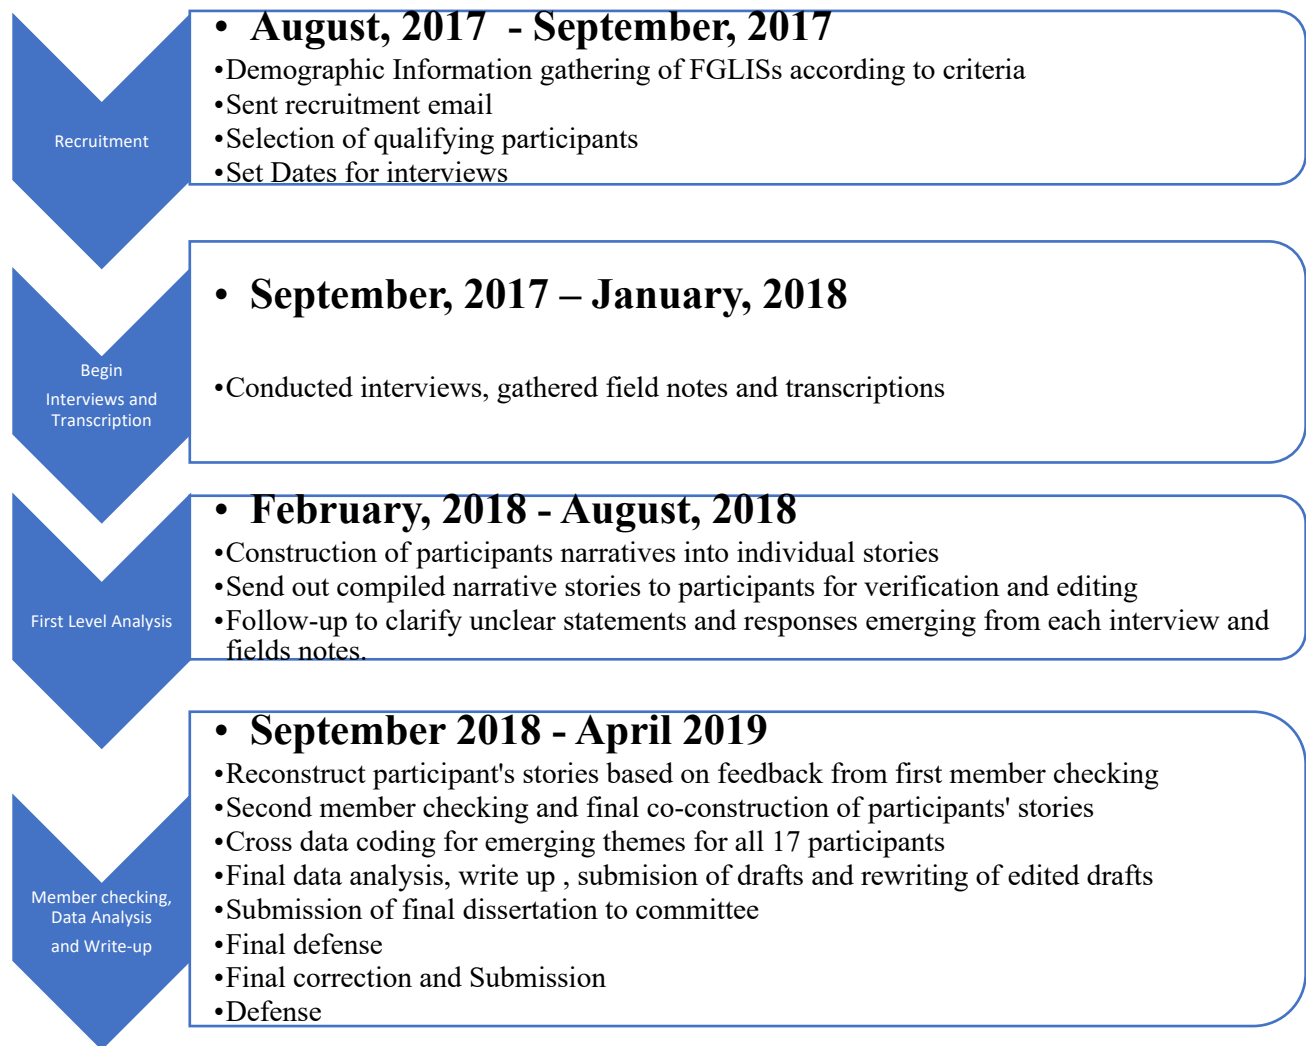 Recruitment
• August, 2017 - September, 2017
•Demographic Information gathering of FGLISs according to criteria
•Sent recruitment email
•Selection of qualifying participants
•Set Dates for interviews
Begin
Interviews and
Transcription
• September, 2017 – January, 2018
•Conducted interviews, gathered field notes and transcriptions
First Level Analysis
• February, 2018 - August, 2018
•Construction of participants narratives into individual stories
•Send out compiled narrative stories to participants for verification and editing
•Follow-up to clarify unclear statements and responses emerging from each interview and
fields notes.
Member checking,
Data Analysis
and Write-up
• September 2018 - April 2019
•Reconstruct participant's stories based on feedback from first member checking
•Second member checking and final co-construction of participants' stories
•Cross data coding for emerging themes for all 17 participants
•Final data analysis, write up , submision of drafts and rewriting of edited drafts
•Submission of final dissertation to committee
•Final defense
•Final correction and Submission
•Defense